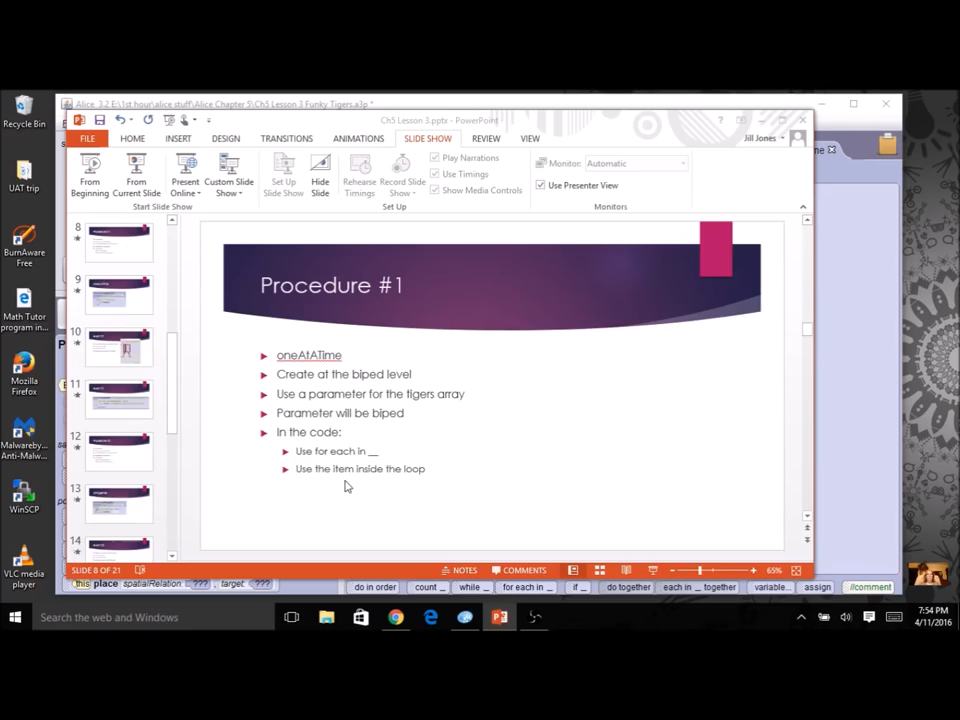 Recycle Bin
UAT trip
BurnAware
Free
Math Tutor
program in...
Mozilla
Firefox
Malwareby...
Anti-Malw...
WinSCP
VLC media
player
Alice 3.2 E:\1st hour\alice stuff\Alice Chapter 5\Ch5 Lesson 3 Funky Tigers.a3p *
Ch5 Lesson 3.pptx - PowerPoint
FILE HOME INSERT DESIGN TRANSITIONS ANIMATIONS SLIDE SHOW REVIEW VIEW Jill Jones
From
Beginning
From
Current Slide
Present
Online
Custom Slide
Show
Start Slide Show
Set Up
Slide Show
Hide
Slide
Rehearse
Timings
Record Slide
Show
Play Narrations
Use Timings
Show Media Controls
Set Up
Monitor: Automatic
Use Presenter View
Monitors
8
9
10
11
12
13
14
Procedure #1
oneAtATime
Create at the biped level
Use a parameter for the tigers array
Parameter will be biped
In the code:
Use for each in __
Use the item inside the loop
SLIDE 8 OF 21 NOTES COMMENTS 65%
this place spatialRelation: ??? , target: ???
do in order count _ while _ for each in _ if _ do together each in _ together variable... assign //comment
Search the web and Windows
7:54 PM
4/11/2016